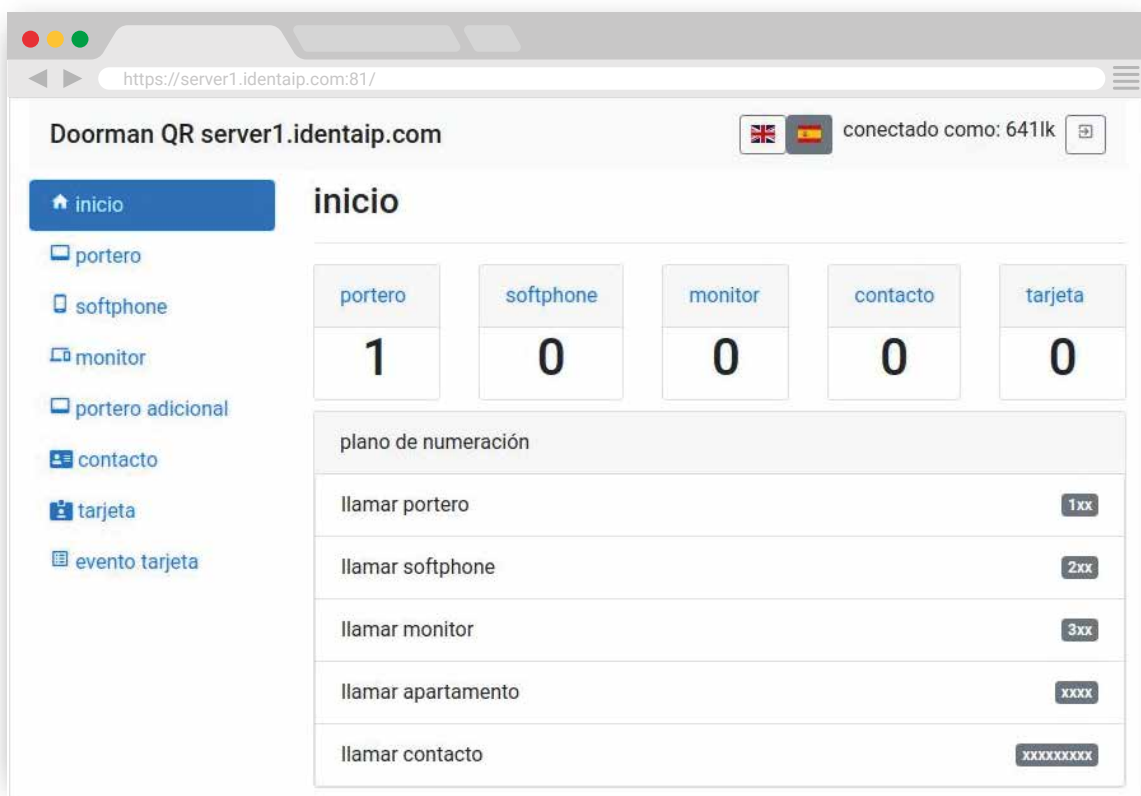 https://server1.identaip.com:81/
Doorman QR server1.identaip.com
conectado como: 641lk
inicio
portero
softphone
monitor
portero adicional
contacto
tarjeta
evento tarjeta
inicio
portero softphone monitor contacto tarjeta
1 0 0 0 0
plano de numeración
llamar portero 1xx
llamar softphone 2xx
llamar monitor 3xx
llamar apartamento xxxx
llamar contacto xxxxxxxxx